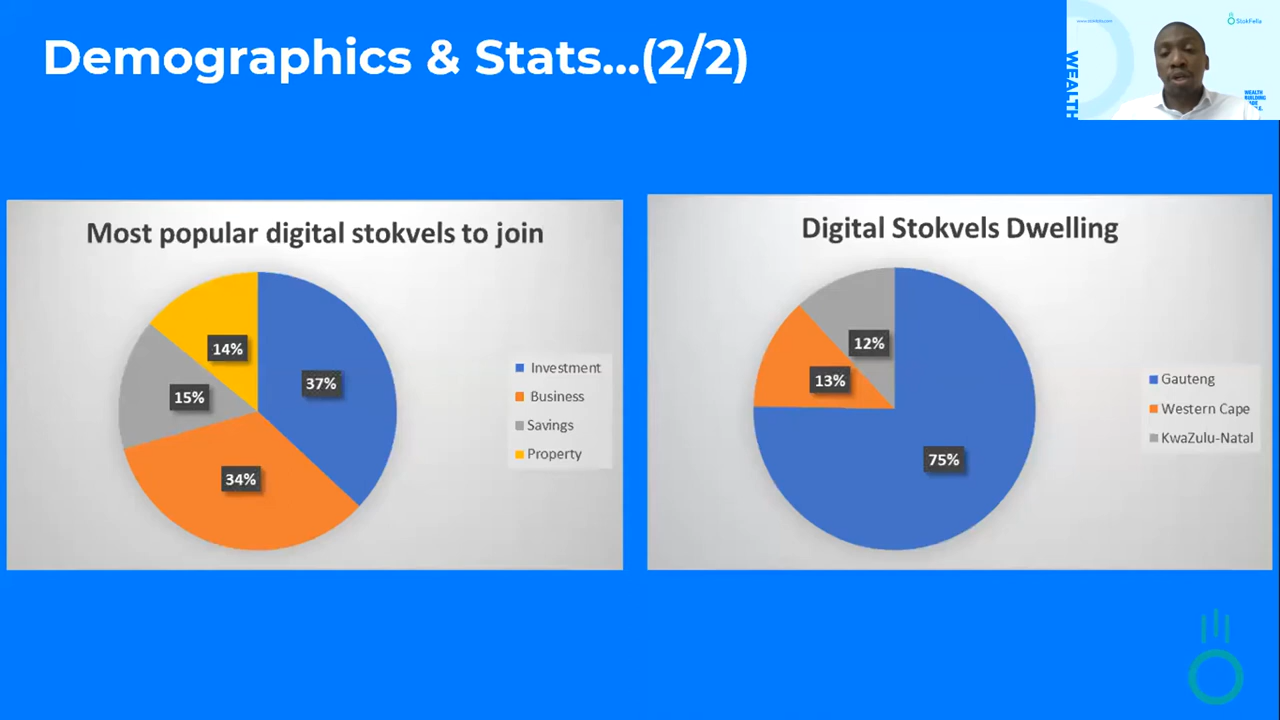 Demographics & Stats...(2/2)
StokFella
WEALTH
Most popular digital stokvels to join
14%
37%
15%
34%
Investment
Business
Savings
Property
Digital Stokvels Dwelling
12%
13%
75%
Gauteng
Western Cape
KwaZulu-Natal